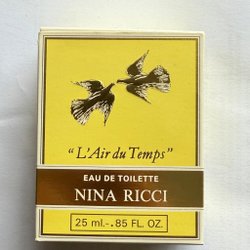 "L'Air du Temps"
EAU DE TOILETTE
NINA RICCI
25 ml.-.85 FL. OZ.